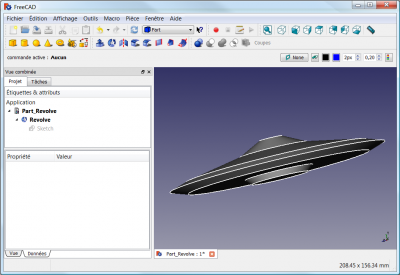 FreeCAD
Fichier Édition Affichage Outils Macro Pièce Fenêtre Aide
Part
Coupes
commande active : Aucun
None
2px
0,20
Vue combinée
Projet Tâches
Étiquettes & attributs
Application
Part_Revolve
Revolve
Sketch
Propriété Valeur
Vue Données
Part_Revolve : 1*
208.45 x 156.34 mm